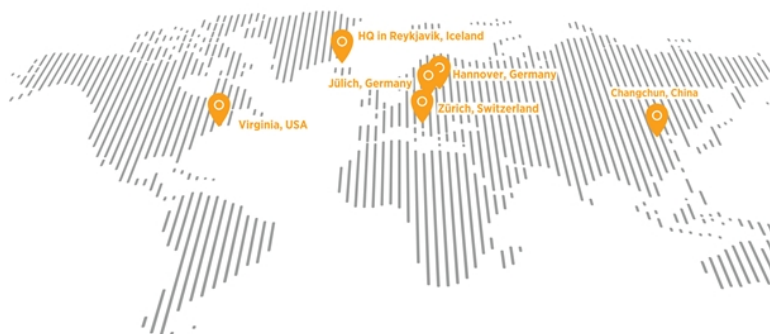 HQ in Reykjavik, Iceland
Jülich, Germany
Hannover, Germany
Zürich, Switzerland
Changchun, China
Virginia, USA